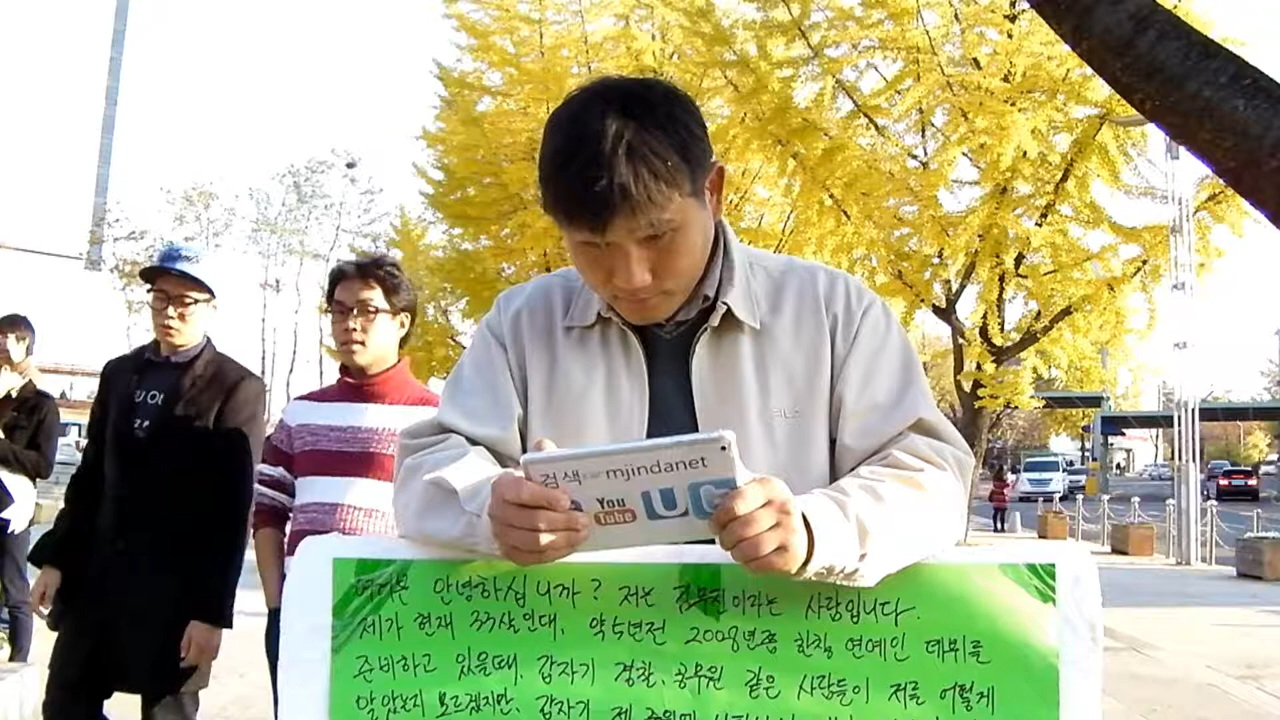 검색 mjindanet
You
Tube
여러분 안녕하십니까? 저는 김무진이라는 사람입니다.
제가 현재 33살인데, 약 5년전 2008년쯤 한창 연예인 데뷔를
준비하고 있을때, 갑자기 경찰, 공무원 같은 사람들이 저를 어떻게
알았는지 모르겠지만, 갑자기 제